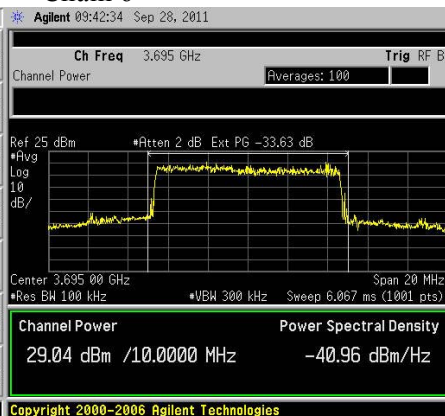 Agilent 09:42:34 Sep 28, 2011
Ch Freq 3.695 GHz Trig RF B
Channel Power Averages: 100
Ref 25 dBm #Atten 2 dB Ext PG -33.63 dB
#Avg
Log
10
dB/
Center 3.695 00 GHz Span 20 MHz
#Res BW 100 kHz #VBW 300 kHz Sweep 6.067 ms (1001 pts)
Channel Power Power Spectral Density
29.04 dBm /10.0000 MHz -40.96 dBm/Hz
Copyright 2000-2006 Agilent Technologies